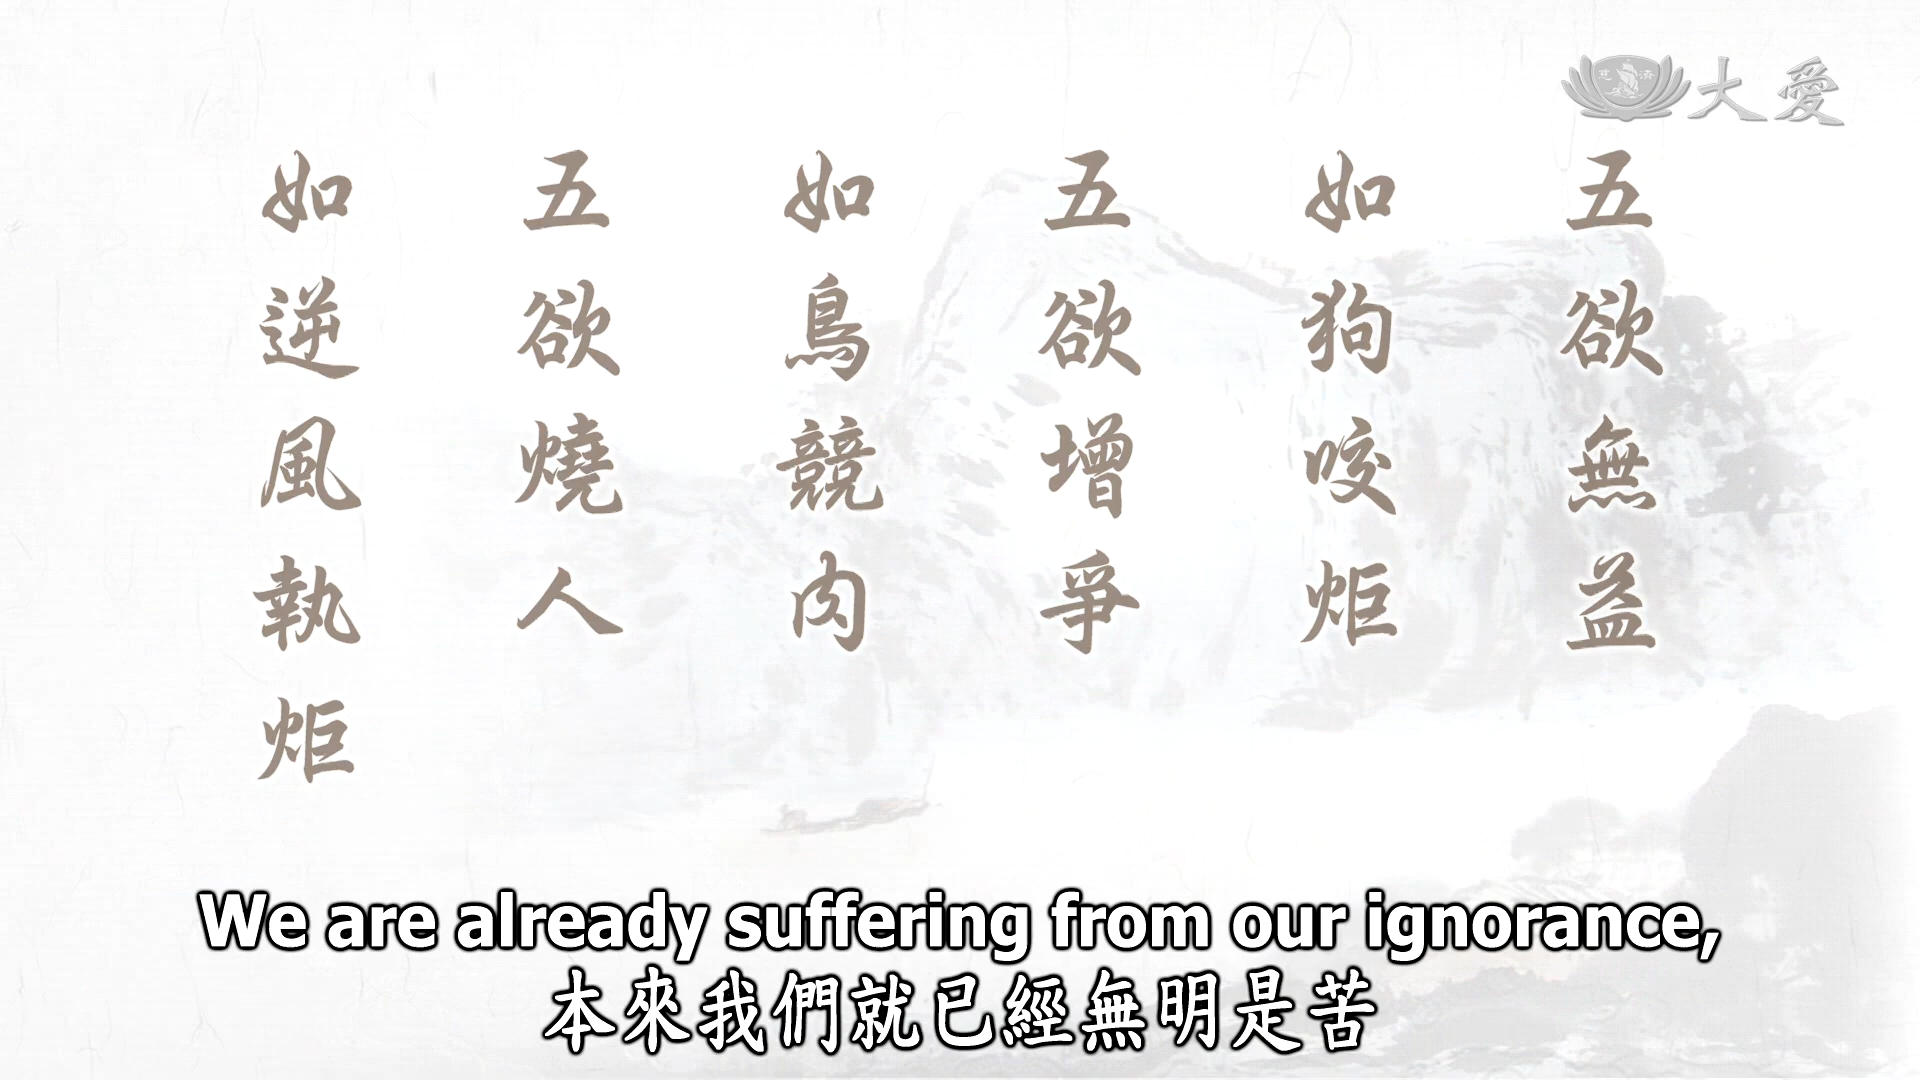 大愛
五欲無益
如狗咬炬
五欲增爭
如鳥競肉
五欲燒人
如逆風執炬
We are already suffering from our ignorance,
本來我們就已經無明是苦